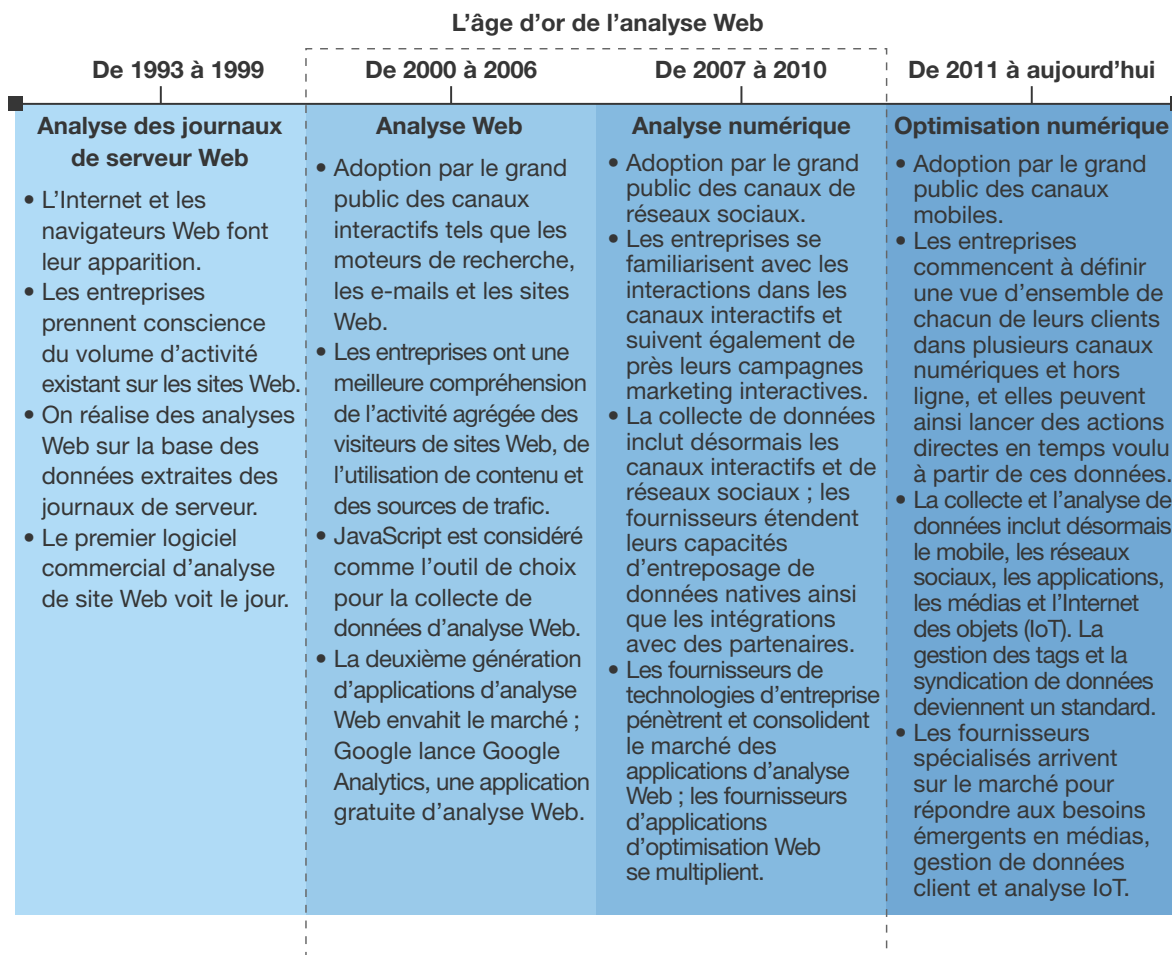 L’âge d’or de l’analyse Web
De 1993 à 1999
De 2000 à 2006
De 2007 à 2010
De 2011 à aujourd’hui
Analyse des journaux
de serveur Web
• L’Internet et les
navigateurs Web font
leur apparition.
• Les entreprises
prennent conscience
du volume d’activité
existant sur les sites Web.
• On réalise des analyses
Web sur la base des
données extraites des
journaux de serveur.
• Le premier logiciel
commercial d’analyse
de site Web voit le jour.
Analyse Web
• Adoption par le grand
public des canaux
interactifs tels que les
moteurs de recherche,
les e-mails et les sites
Web.
• Les entreprises ont une
meilleure compréhension
de l’activité agrégée des
visiteurs de sites Web, de
l’utilisation de contenu et
des sources de trafic.
• JavaScript est considéré
comme l’outil de choix
pour la collecte de
données d’analyse Web.
• La deuxième génération
d’applications d’analyse
Web envahit le marché ;
Google lance Google
Analytics, une application
gratuite d’analyse Web.
Analyse numérique
• Adoption par le grand
public des canaux de
réseaux sociaux.
• Les entreprises se
familiarisent avec les
interactions dans les
canaux interactifs et
suivent également de
près leurs campagnes
marketing interactives.
• La collecte de données
inclut désormais les
canaux interactifs et de
réseaux sociaux ; les
fournisseurs étendent
leurs capacités
d’entreposage de
données natives ainsi
que les intégrations
avec des partenaires.
• Les fournisseurs de
technologies d’entreprise
pénètrent et consolident
le marché des
applications d’analyse
Web ; les fournisseurs
d’applications
d’optimisation Web
se multiplient.
Optimisation numérique
• Adoption par le grand
public des canaux
mobiles.
• Les entreprises
commencent à définir
une vue d’ensemble de
chacun de leurs clients
dans plusieurs canaux
numériques et hors
ligne, et elles peuvent
ainsi lancer des actions
directes en temps voulu
à partir de ces données.
• La collecte et l’analyse de
données inclut désormais
le mobile, les réseaux
sociaux, les applications,
les médias et l’Internet
des objets (IoT). La
gestion des tags et la
syndication de données
deviennent un standard.
• Les fournisseurs
spécialisés arrivent
sur le marché pour
répondre aux besoins
émergents en médias,
gestion de données
client et analyse IoT.